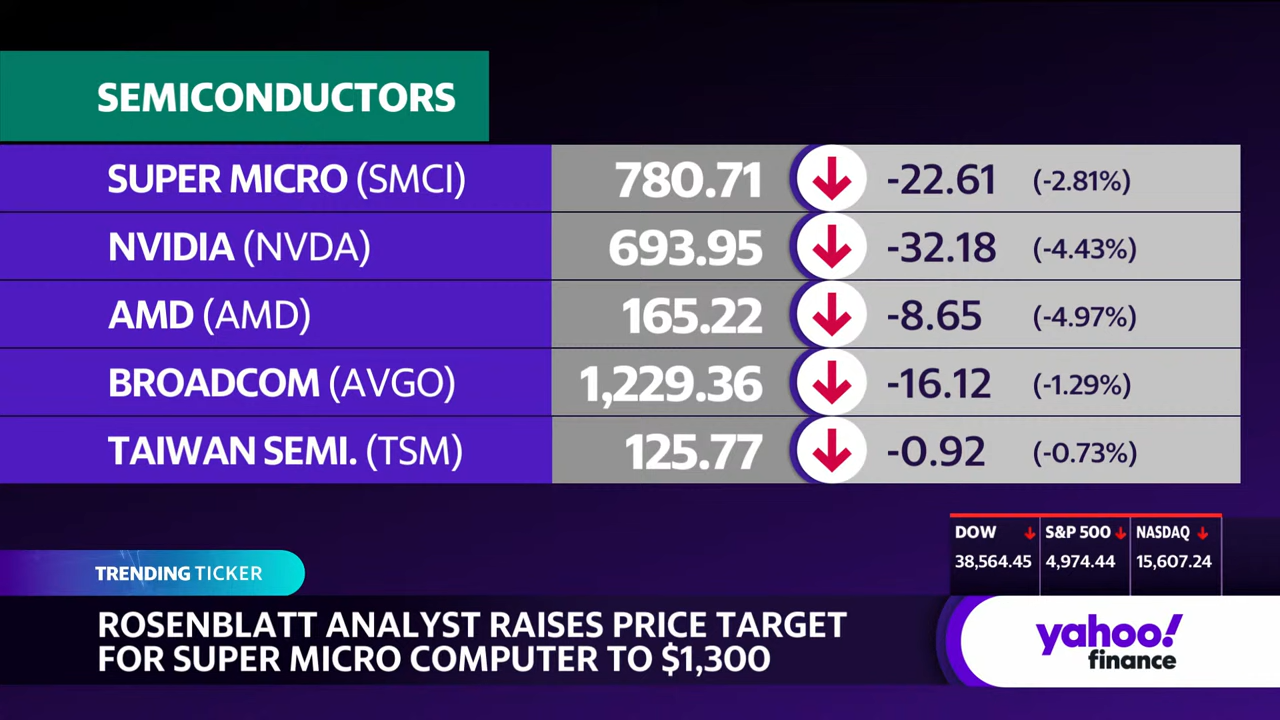 SEMICONDUCTORS
SUPER MICRO (SMCI) 780.71 -22.61 (-2.81%)
NVIDIA (NVDA) 693.95 -32.18 (-4.43%)
AMD (AMD) 165.22 -8.65 (-4.97%)
BROADCOM (AVGO) 1,229.36 -16.12 (-1.29%)
TAIWAN SEMI. (TSM) 125.77 -0.92 (-0.73%)
DOW S&P 500 NASDAQ
38,564.45 4,974.44 15,607.24
TRENDING TICKER
ROSENBLATT ANALYST RAISES PRICE TARGET
FOR SUPER MICRO COMPUTER TO $1,300
yahoo!
finance